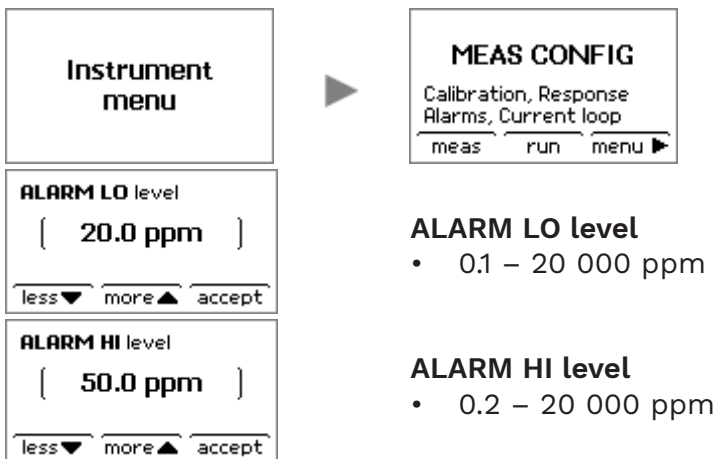 Instrument
menu
MEAS CONFIG
Calibration, Response
Alarms, Current loop
meas run menu ▶
ALARM LO level
[ 20.0 ppm ]
less▼ more▲ accept
ALARM LO level
• 0.1 – 20 000 ppm
ALARM HI level
[ 50.0 ppm ]
less▼ more▲ accept
ALARM HI level
• 0.2 – 20 000 ppm